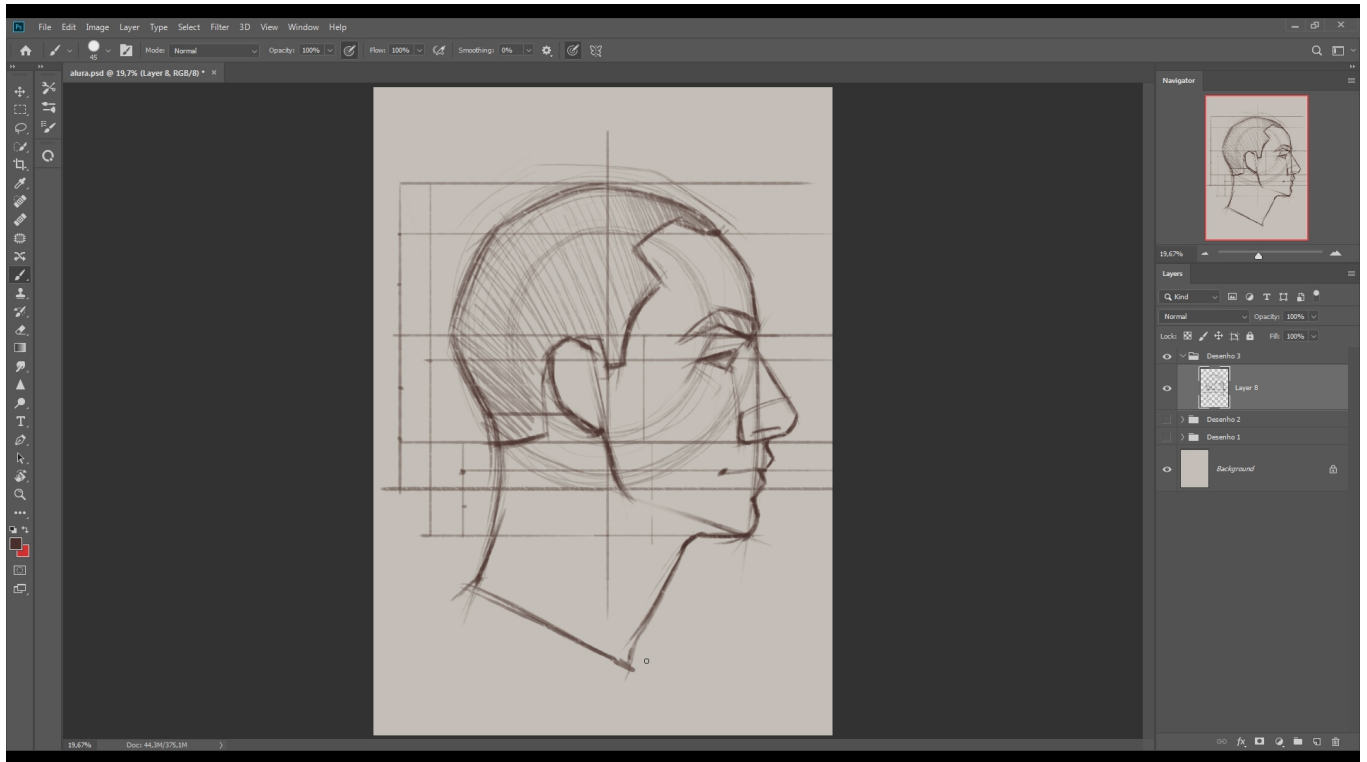 Ps File Edit Image Layer Type Select Filter 3D View Window Help
45 Mode: Normal Opacity: 100% Flow: 100% Smoothing: 0%
alura.psd @ 19,7% (Layer 8, RGB/8) * ×
Navigator
19,67%
Layers
Kind
Normal Opacity: 100%
Lock: Fill: 100%
Desenho 3
Layer 8
Desenho 2
Desenho 1
Background
19,67% Doc: 44,3M/375,1M